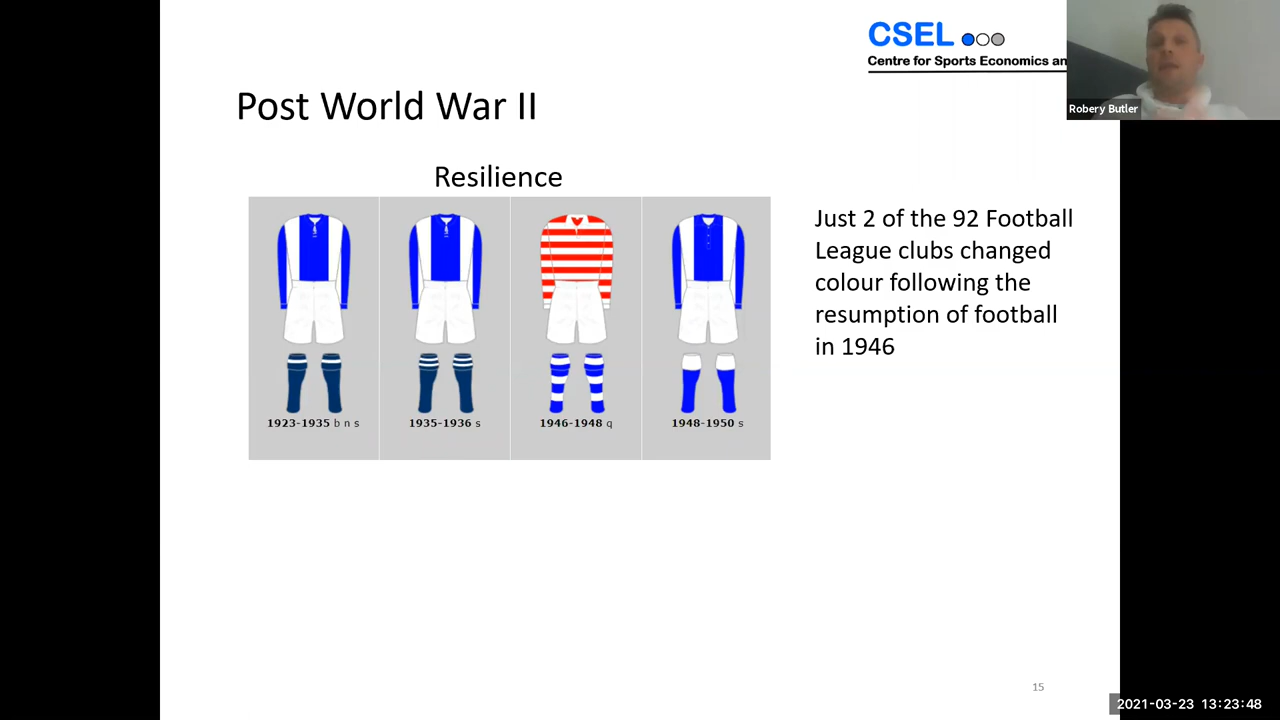 CSEL
Centre for Sports Economics an
Robery Butler
Post World War II
Resilience
1923-1935 b n s
1935-1936 s
1946-1948 q
1948-1950 s
Just 2 of the 92 Football
League clubs changed
colour following the
resumption of football
in 1946
15
2021-03-23 13:23:48